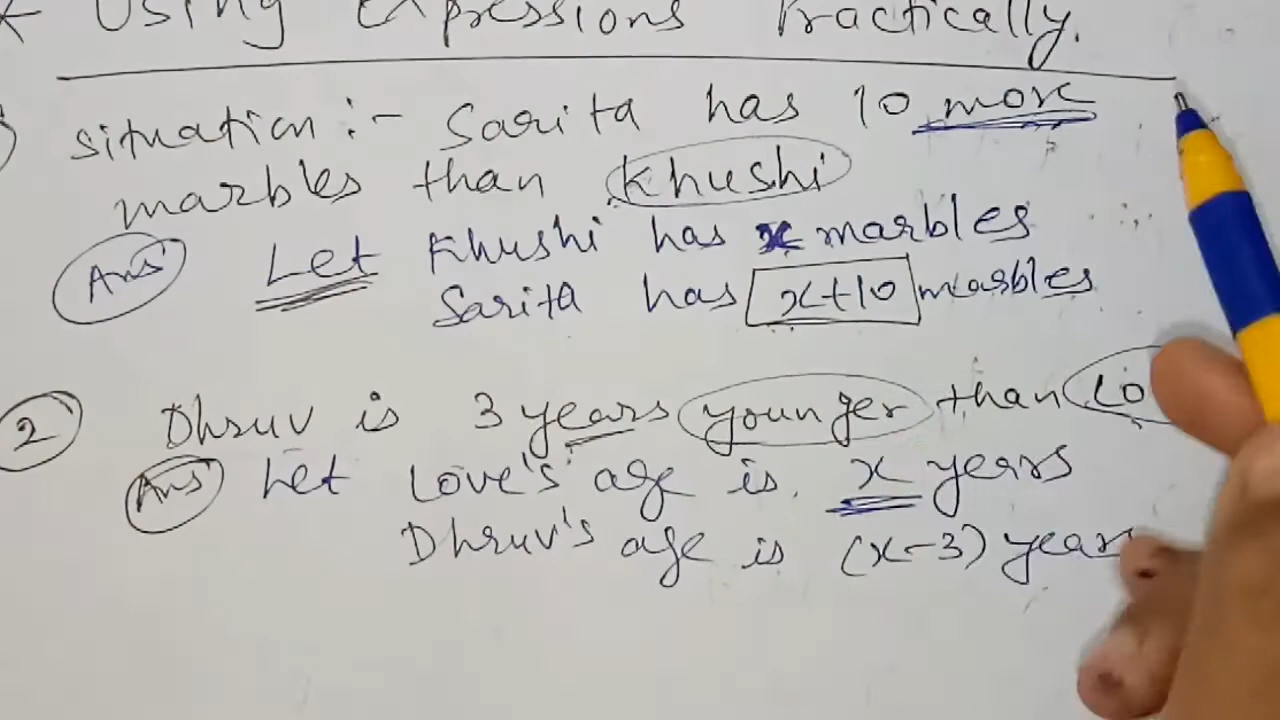 * Using Expressions Practically.
situation :- Sarita has 10 more
marbles than Khushi
Ans Let Khushi has x marbles
Sarita has x+10 marbles
2 Dhruv is 3 years younger than
Ans Let Love's age is x years
Dhruv's age is (x-3) years